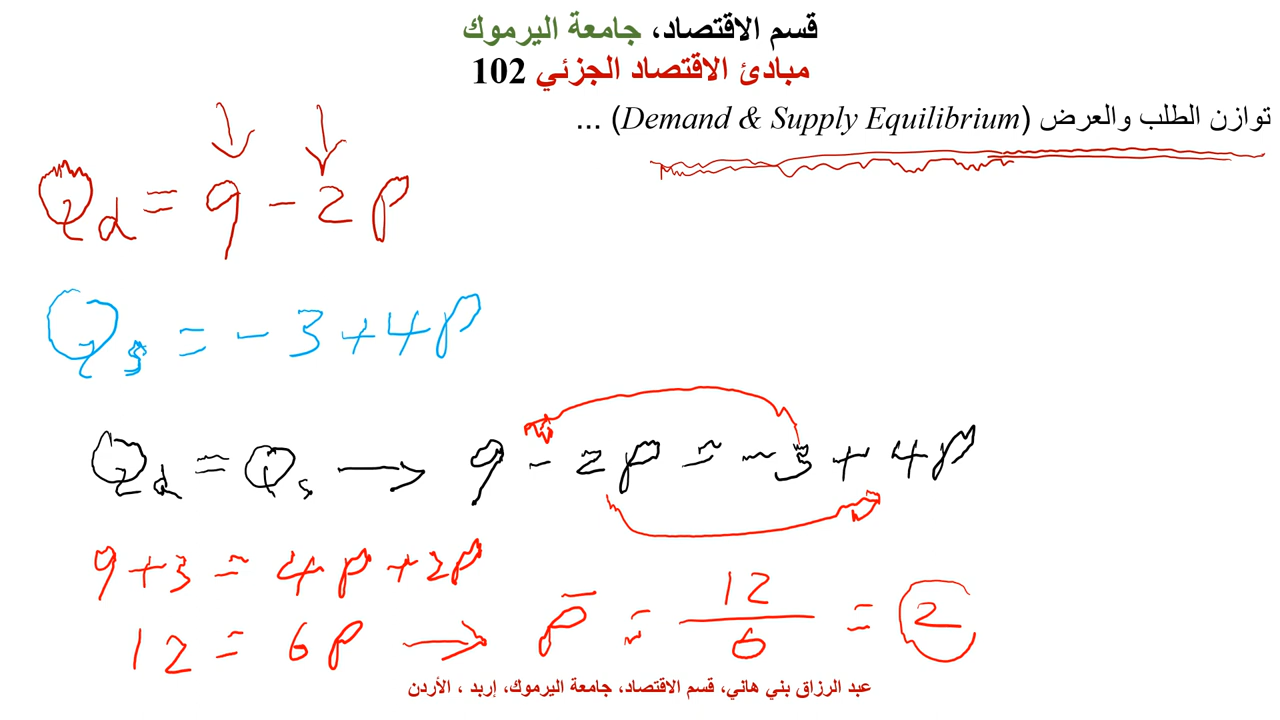 قسم الاقتصاد، جامعة اليرموك
مبادئ الاقتصاد الجزئي 102
توازن الطلب والعرض (Demand & Supply Equilibrium) ...
Qd = 9 - 2P
Qs = -3 + 4P
Qd = Qs → 9 - 2P = -3 + 4P
9 + 3 = 4P + 2P
12 = 6P → P̄ = 12/6 = 2
عبد الرزاق بني هاني، قسم الاقتصاد، جامعة اليرموك، إربد ، الأردن